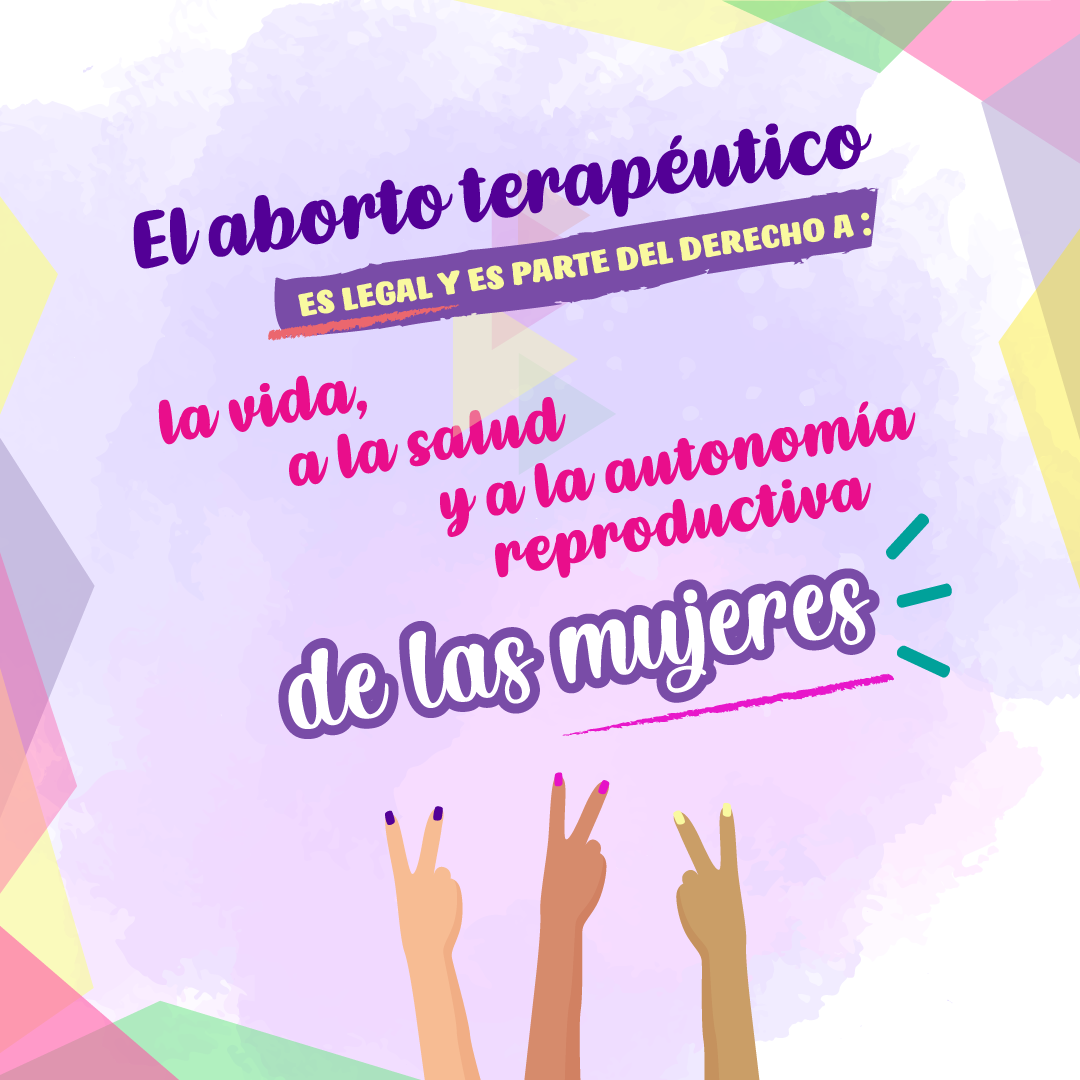 El aborto terapéutico
ES LEGAL Y ES PARTE DEL DERECHO A :
la vida,
a la salud
y a la autonomía
reproductiva
de las mujeres